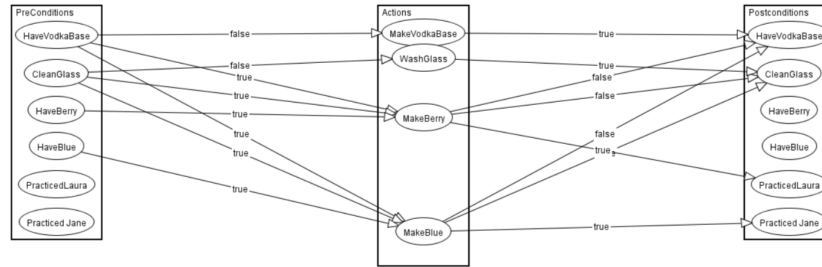 PreConditions
Actions
Postconditions
HaveVodkaBase
false
MakeVodkaBase
true
HaveVodkaBase
WashGlass
CleanGlass
false
true
true
false
true
false
CleanGlass
HaveBerry
true
MakeBerry
HaveBerry
HaveBlue
true
true
false
true
HaveBlue
PracticedLaura
true
PracticedLaura
Practiced Jane
MakeBlue
true
Practiced Jane